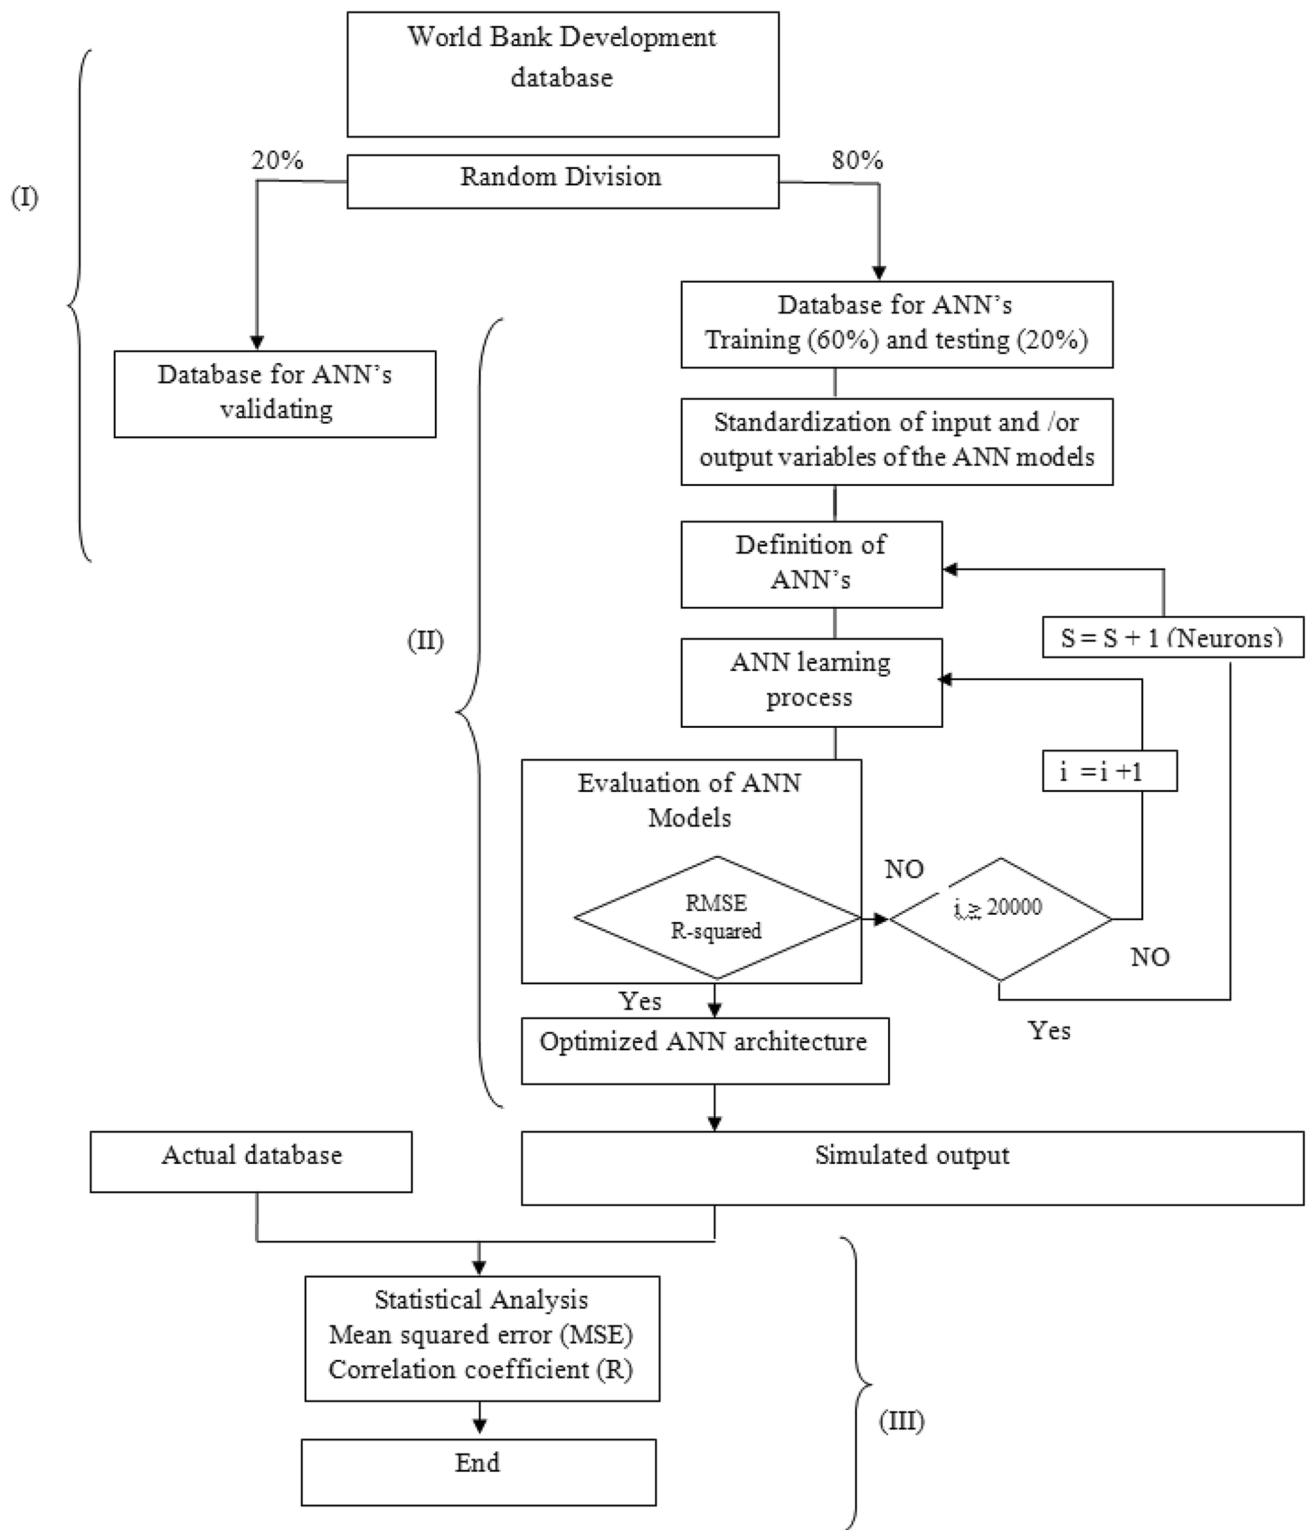 World Bank Development
database
20%
80%
Random Division
(I)
Database for ANN's
Training (60%) and testing (20%)
Database for ANN's
validating
Standardization of input and /or
output variables of the ANN models
Definition of
ANN's
(II)
S = S + 1 (Neurons)
ANN learning
process
i = i +1
Evaluation of ANN
Models
NO
RMSE
R-squared
i ≥ 20000
NO
Yes
Yes
Optimized ANN architecture
Actual database
Simulated output
Statistical Analysis
Mean squared error (MSE)
Correlation coefficient (R)
(III)
End